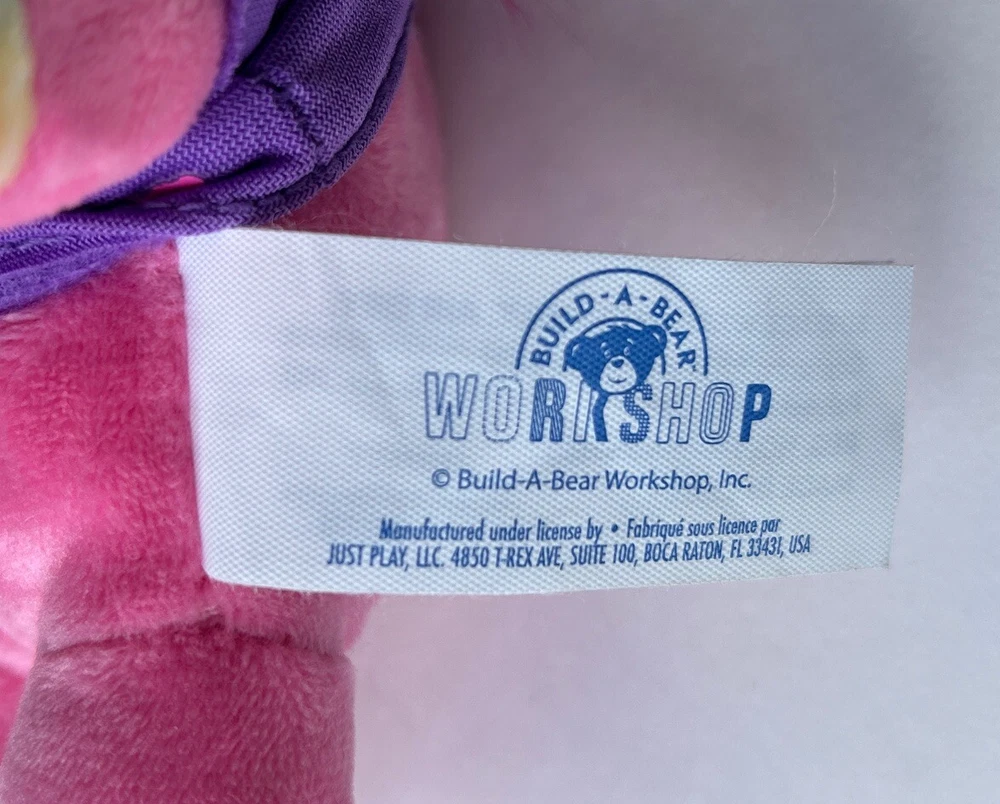 BUILD-A-BEAR
WORKSHOP
© Build-A-Bear Workshop, Inc.
Manufactured under license by • Fabriqué sous licence par
JUST PLAY, LLC. 4850 T-REX AVE, SUITE 100, BOCA RATON, FL 33431, USA